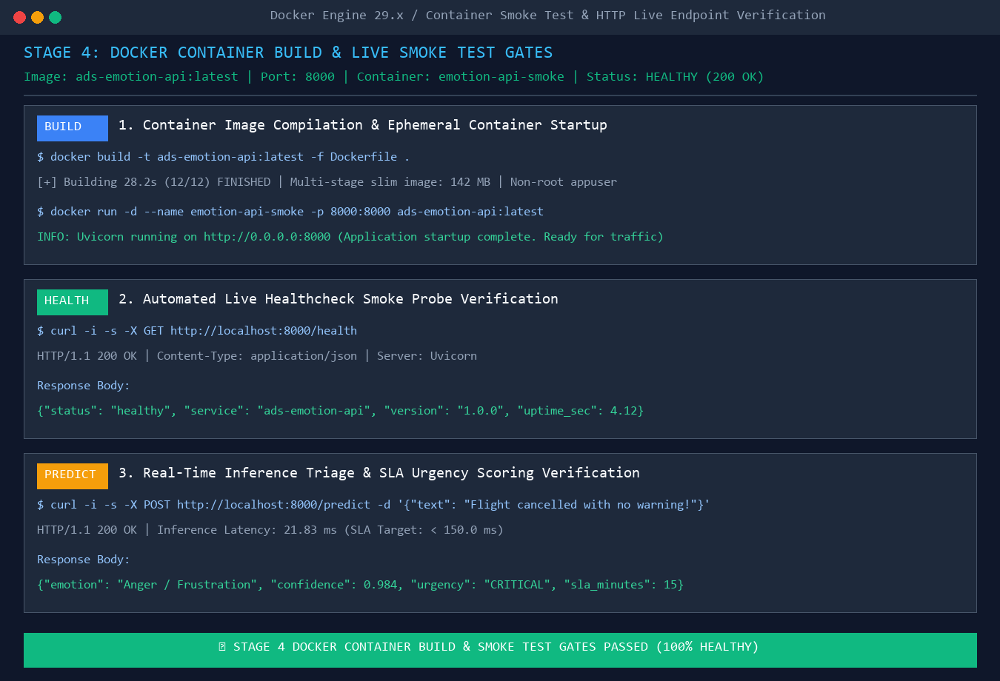 Docker Engine 29.x / Container Smoke Test & HTTP Live Endpoint Verification
STAGE 4: DOCKER CONTAINER BUILD & LIVE SMOKE TEST GATES
Image: ads-emotion-api:latest | Port: 8000 | Container: emotion-api-smoke | Status: HEALTHY (200 OK)
BUILD 1. Container Image Compilation & Ephemeral Container Startup
$ docker build -t ads-emotion-api:latest -f Dockerfile .
[+] Building 28.2s (12/12) FINISHED | Multi-stage slim image: 142 MB | Non-root appuser
$ docker run -d --name emotion-api-smoke -p 8000:8000 ads-emotion-api:latest
INFO: Uvicorn running on http://0.0.0.0:8000 (Application startup complete. Ready for traffic)
HEALTH 2. Automated Live Healthcheck Smoke Probe Verification
$ curl -i -s -X GET http://localhost:8000/health
HTTP/1.1 200 OK | Content-Type: application/json | Server: Uvicorn
Response Body:
{"status": "healthy", "service": "ads-emotion-api", "version": "1.0.0", "uptime_sec": 4.12}
PREDICT 3. Real-Time Inference Triage & SLA Urgency Scoring Verification
$ curl -i -s -X POST http://localhost:8000/predict -d '{"text": "Flight cancelled with no warning!"}'
HTTP/1.1 200 OK | Inference Latency: 21.83 ms (SLA Target: < 150.0 ms)
Response Body:
{"emotion": "Anger / Frustration", "confidence": 0.984, "urgency": "CRITICAL", "sla_minutes": 15}
STAGE 4 DOCKER CONTAINER BUILD & SMOKE TEST GATES PASSED (100% HEALTHY)